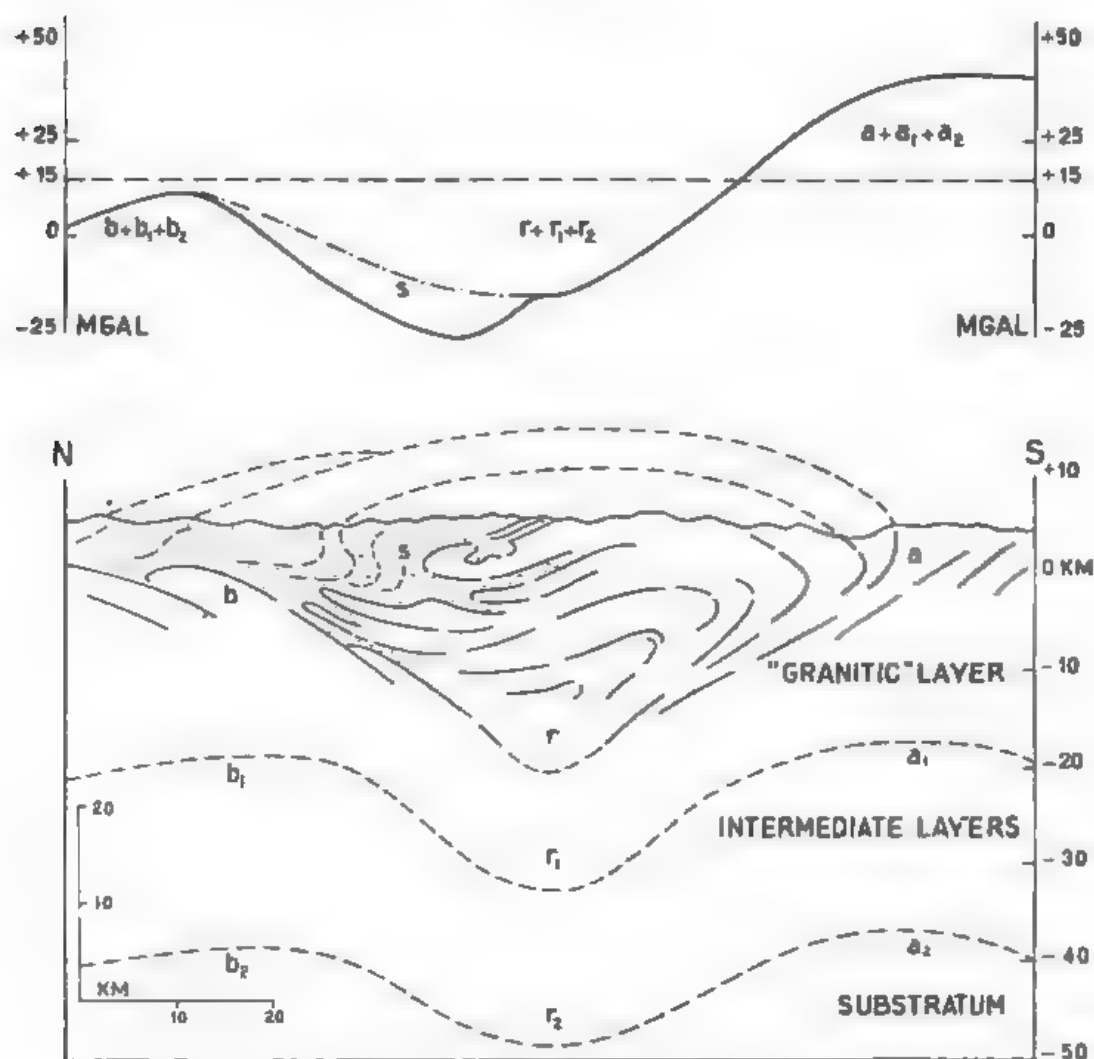 +50 +50
+25 a+a₁+a₂ +25
+15 +15
b+b₁+b₂ r+r₁+r₂
0 0
s
-25 MGAL MGAL -25
N S
+10
s a
0 KM
b
-10
"GRANITIC" LAYER
r
b₁ a₁ -20
20
INTERMEDIATE LAYERS
r₁ -30
10
b₂ a₂ -40
KM
10 20 r₂ SUBSTRATUM
-50